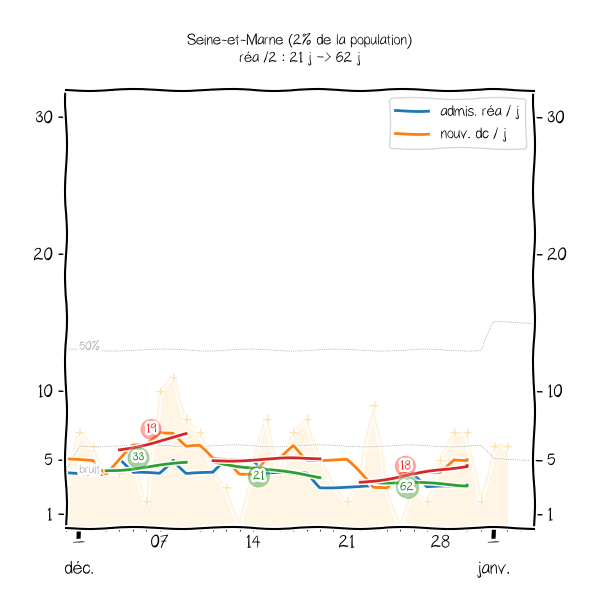 Seine-et-Marne (2% de la population)
réa /2 : 21 j -> 62 j
admis. réa / j
nouv. dc / j
30
30
20
20
50%
10
10
19
33
5
5
bruit
21
18
62
1
1
07
14
21
28
déc.
janv.